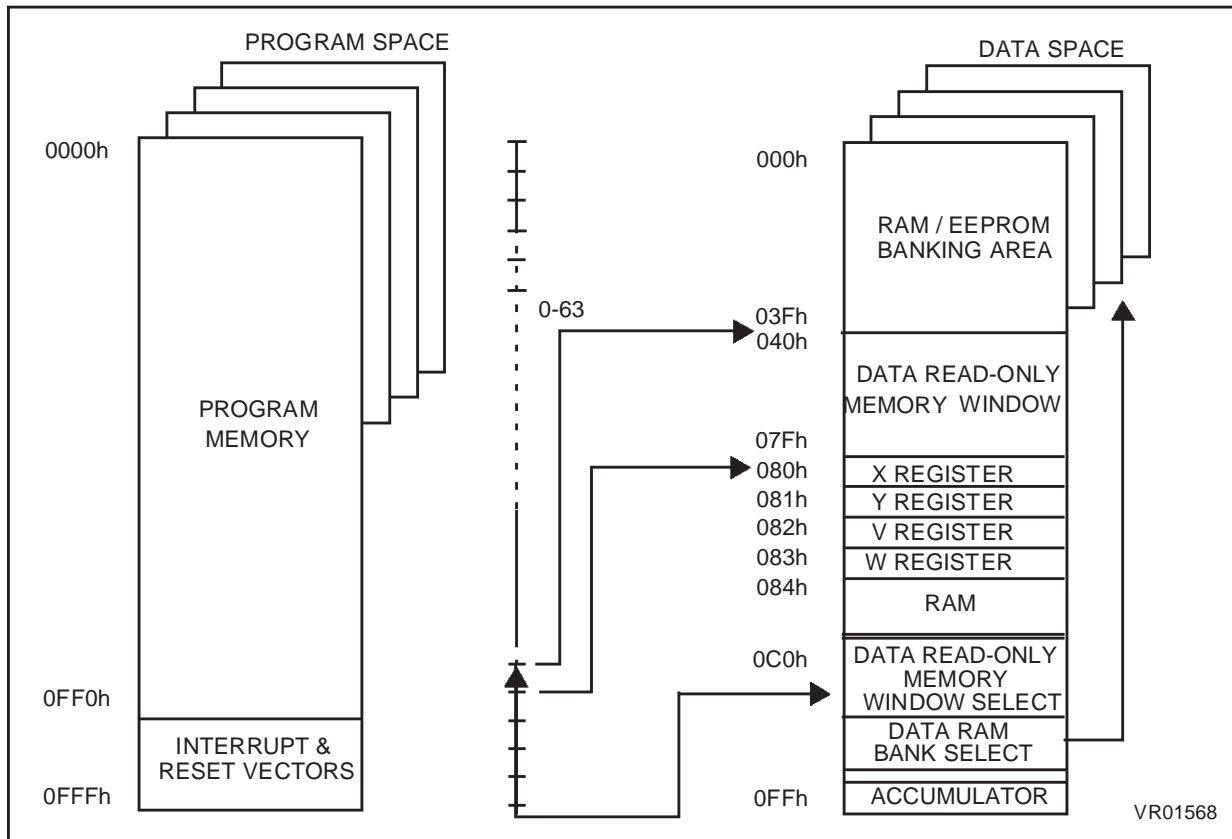 PROGRAM SPACE
0000h
PROGRAM
MEMORY
0FF0h
INTERRUPT &
RESET VECTORS
0FFFh
0-63
DATA SPACE
000h
RAM / EEPROM
BANKING AREA
03Fh
040h
DATA READ-ONLY
MEMORY WINDOW
07Fh
080h
X REGISTER
081h
Y REGISTER
082h
V REGISTER
083h
W REGISTER
084h
RAM
0C0h
DATA READ-ONLY
MEMORY
WINDOW SELECT
DATA RAM
BANK SELECT
0FFh
ACCUMULATOR
VR01568